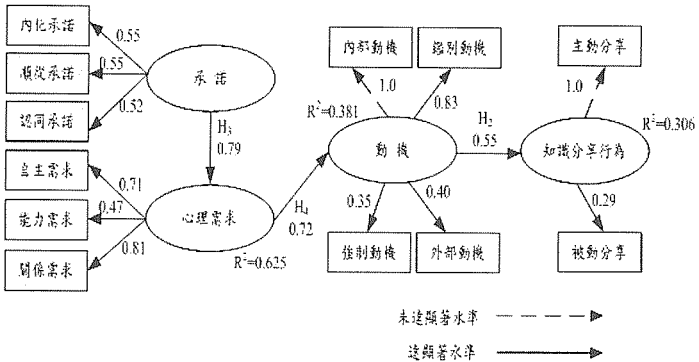 內化承諾
0.55
順從承諾
0.55
認同承諾
0.52
承諾
H3
0.79
自主需求
0.71
能力需求
0.47
關係需求
0.81
心理需求
R²=0.625
H4
0.72
內部動機
1.0
鑑別動機
0.83
R²=0.381
動機
0.35
強制動機
0.40
外部動機
H2
0.55
主動分享
1.0
R²=0.306
知識分享行為
0.29
被動分享
未達顯著水準
達顯著水準